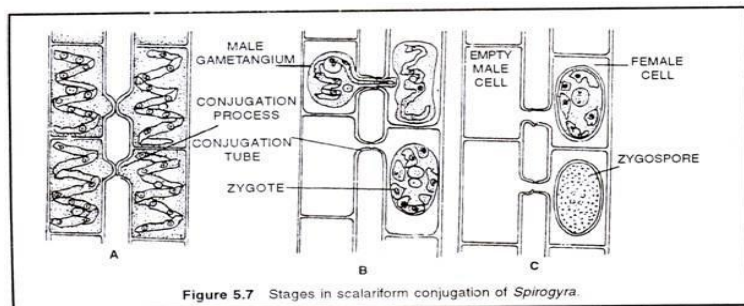 MALE
GAMETANGIUM
CONJUGATION
PROCESS
CONJUGATION
TUBE
ZYGOTE
EMPTY
MALE
CELL
FEMALE
CELL
ZYGOSPORE
A
B
C
Figure 5.7 Stages in scalariform conjugation of Spirogyra.